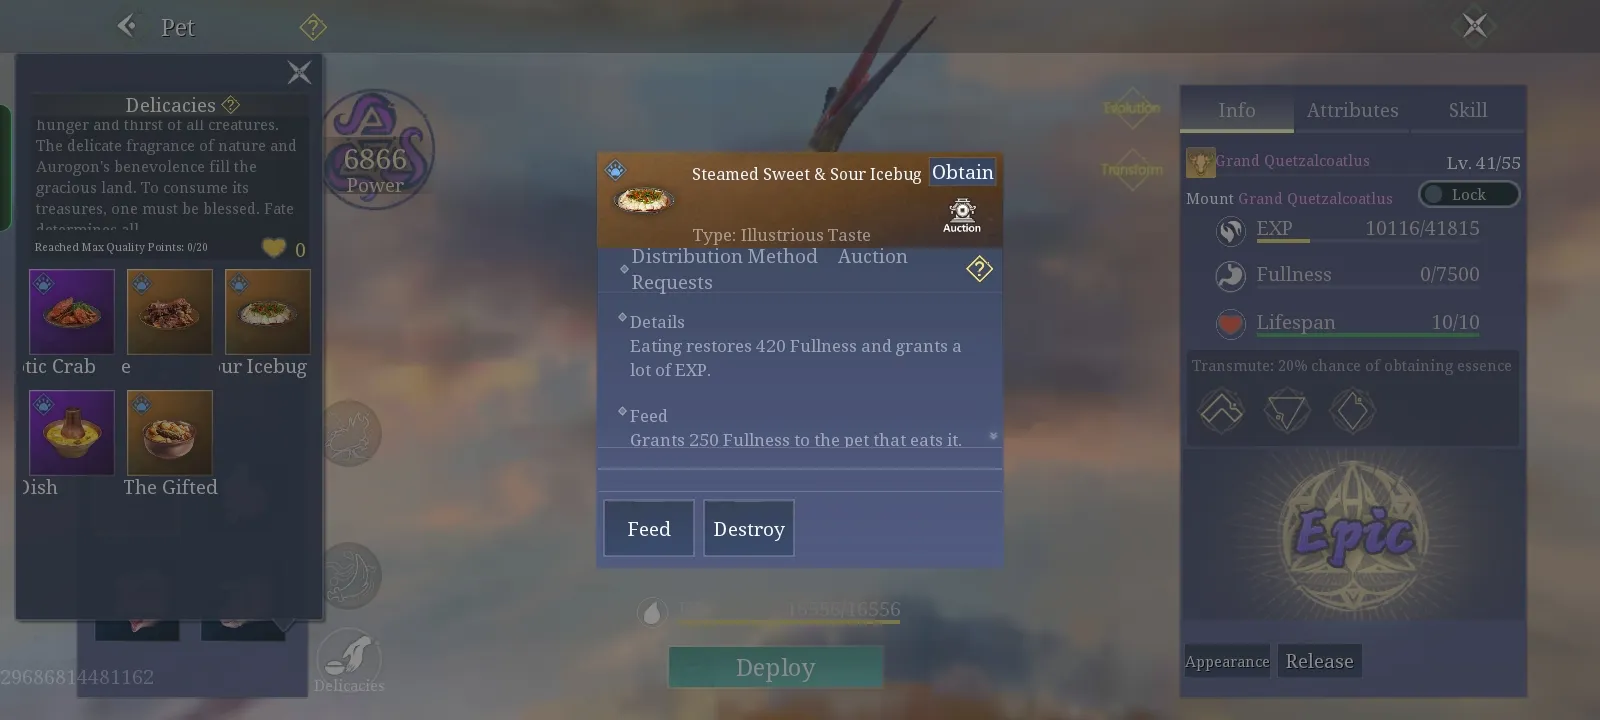 Pet
?
Delicacies ?
hunger and thirst of all creatures.
The delicate fragrance of nature and
Aurogon's benevolence fill the
gracious land. To consume its
treasures, one must be blessed. Fate
determines all
Reached Max Quality Points: 0/20
0
tic Crab
e
ur Icebug
Dish
The Gifted
29686814481162
6866
Power
Delicacies
Steamed Sweet & Sour Icebug
Obtain
Auction
Type: Illustrious Taste
Distribution Method Auction
Requests
?
Details
Eating restores 420 Fullness and grants a
lot of EXP.
Feed
Grants 250 Fullness to the pet that eats it.
Feed
Destroy
Deploy
Evolution
Transform
Info
Attributes
Skill
Grand Quetzalcoatlus
Lv. 41/55
Mount Grand Quetzalcoatlus
Lock
EXP
10116/41815
Fullness
0/7500
Lifespan
10/10
Transmute: 20% chance of obtaining essence
Epic
Appearance
Release